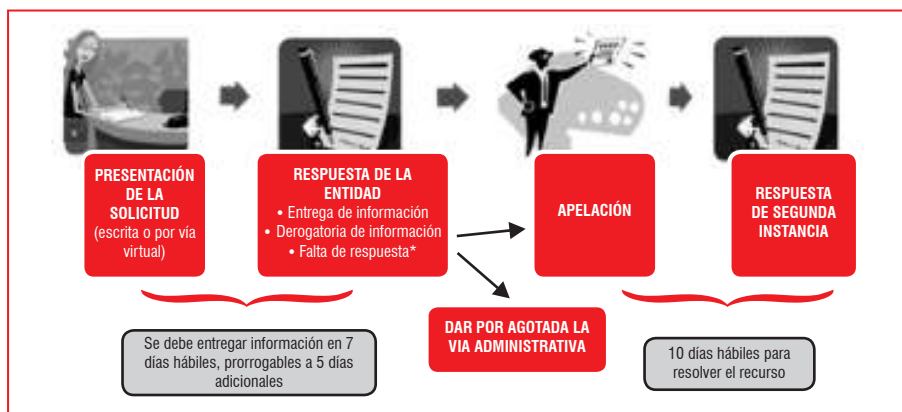 PRESENTACIÓN
DE LA
SOLICITUD
(escrita o por vía
virtual)
RESPUESTA DE LA
ENTIDAD
• Entrega de información
• Derogatoria de información
• Falta de respuesta*
APELACIÓN
RESPUESTA
DE SEGUNDA
INSTANCIA
DAR POR AGOTADA LA
VIA ADMINISTRATIVA
Se debe entregar información en 7
días hábiles, prorrogables a 5 días
adicionales
10 días hábiles para
resolver el recurso